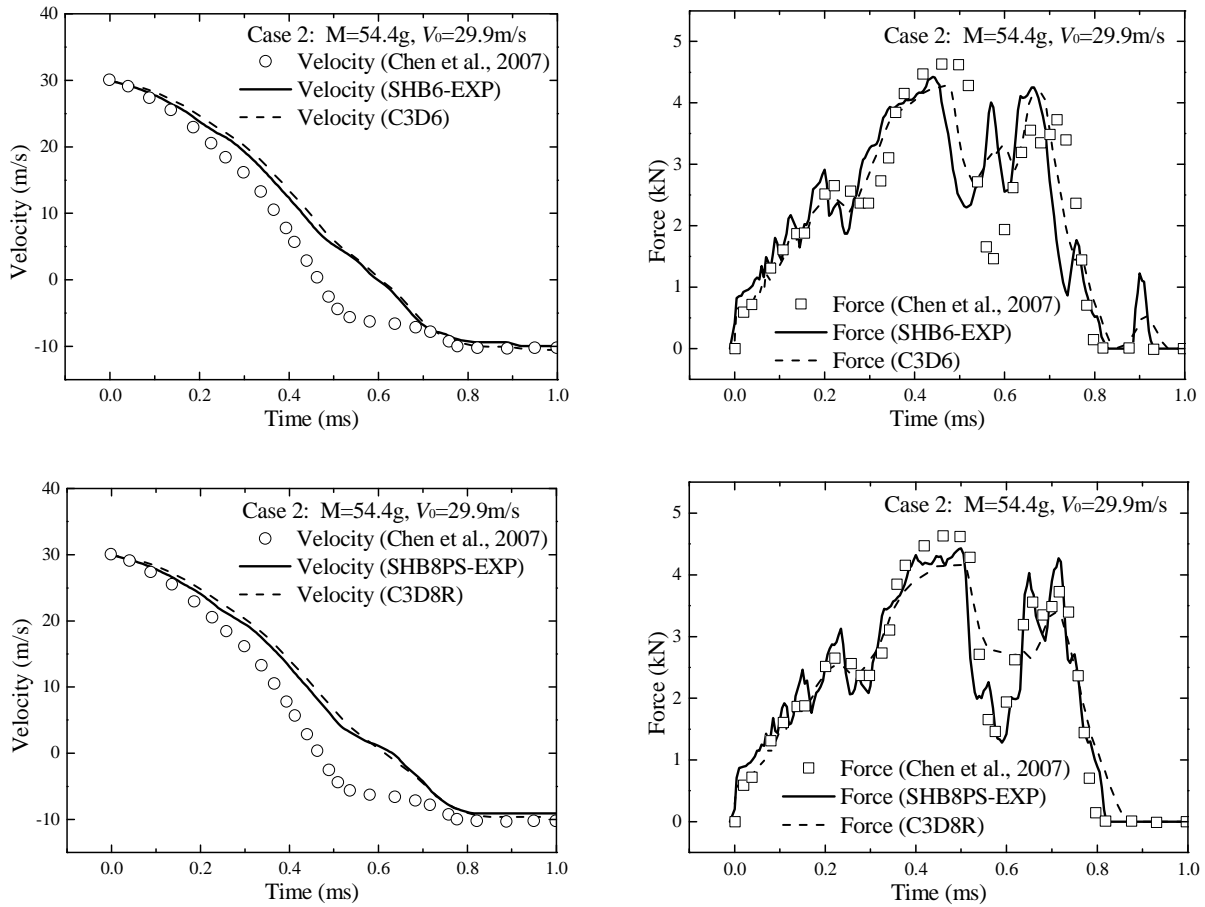 Case 2: M=54.4g, V0=29.9m/s
Velocity (Chen et al., 2007)
Velocity (SHB6-EXP)
Velocity (C3D6)
40
30
20
10
0
-10
Velocity (m/s)
0.0 0.2 0.4 0.6 0.8 1.0
Time (ms)
Case 2: M=54.4g, V0=29.9m/s
5
4
3
2
1
0
Force (kN)
Force (Chen et al., 2007)
Force (SHB6-EXP)
Force (C3D6)
0.0 0.2 0.4 0.6 0.8 1.0
Time (ms)
Case 2: M=54.4g, V0=29.9m/s
Velocity (Chen et al., 2007)
Velocity (SHB8PS-EXP)
Velocity (C3D8R)
40
30
20
10
0
-10
Velocity (m/s)
0.0 0.2 0.4 0.6 0.8 1.0
Time (ms)
Case 2: M=54.4g, V0=29.9m/s
5
4
3
2
1
0
Force (kN)
Force (Chen et al., 2007)
Force (SHB8PS-EXP)
Force (C3D8R)
0.0 0.2 0.4 0.6 0.8 1.0
Time (ms)